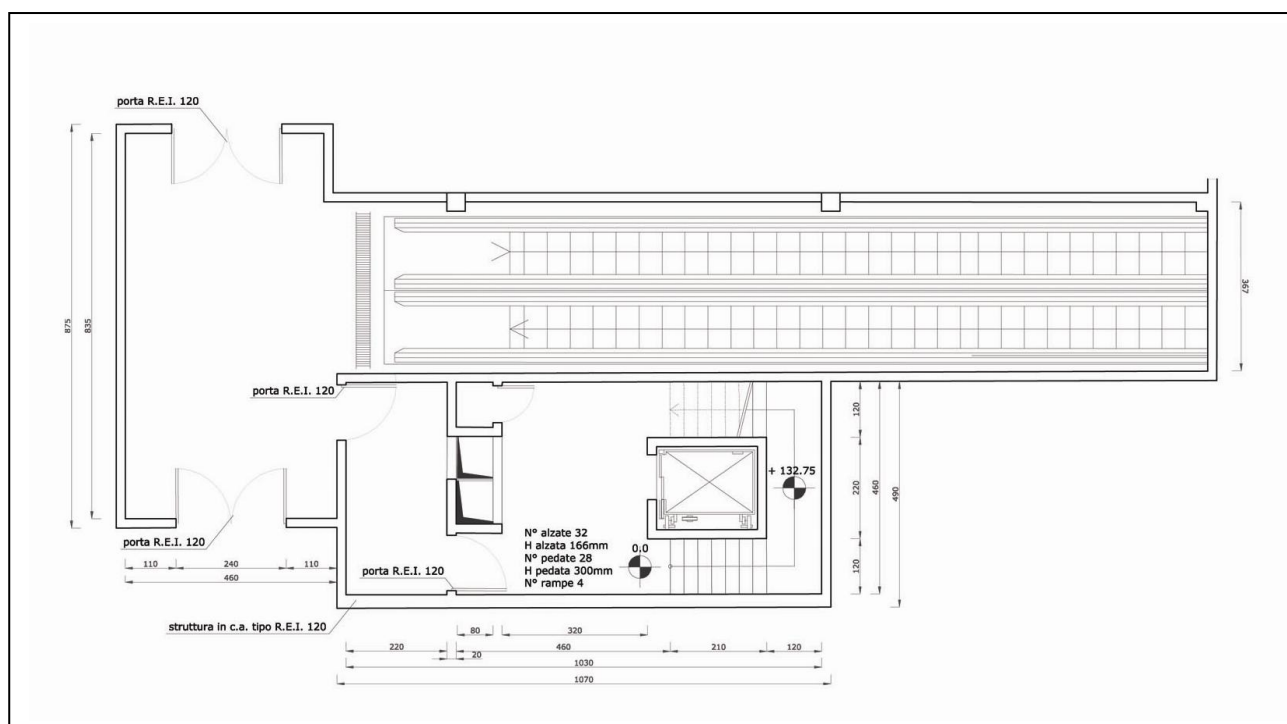 porta R.E.I. 120
875
835
367
porta R.E.I. 120
120
220
460
490
120
+ 132.75
N° alzate 32
H alzata 166mm
N° pedate 28
H pedata 300mm
N° rampe 4
0.0
porta R.E.I. 120
porta R.E.I. 120
110
240
110
460
struttura in c.a. tipo R.E.I. 120
80
320
220
20
460
210
120
1030
1070